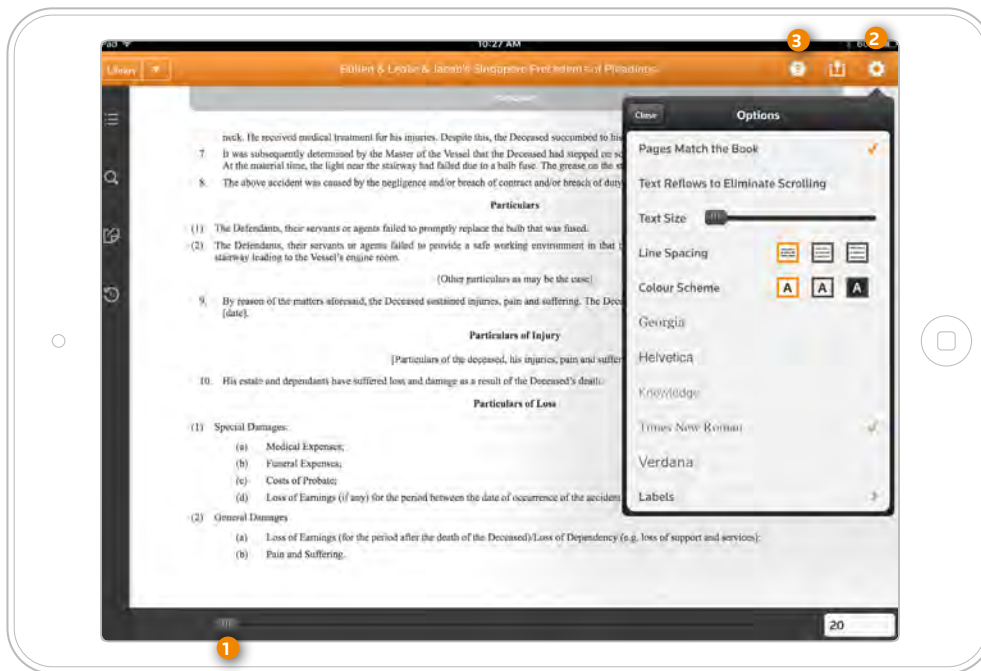 iPad
10:27 AM
60
3
2
Library
Bullen & Leake & Jacob's Singapore Precedents of Pleadings
neck. He received medical treatment for his injuries. Despite this, the Deceased succumbed to his
7. It was subsequently determined by the Master of the Vessel that the Deceased had stepped on
At the material time, the light near the stairway had failed due to a bulb fuse. The grease on the
8. The above accident was caused by the negligence and/or breach of contract and/or breach of duty
Particulars
(1) The Defendants, their servants or agents failed to promptly replace the bulb that was fused.
(2) The Defendants, their servants or agents failed to provide a safe working environment in that
stairway leading to the Vessel's engine room.
[Other particulars as may be the case]
9. By reason of the matters aforesaid, the Deceased sustained injuries, pain and suffering. The Dece
[date].
Particulars of Injury
[Particulars of the deceased, his injuries, pain and suffer
10. His estate and dependants have suffered loss and damage as a result of the Deceased's death.
Particulars of Loss
(1) Special Damages:
(a) Medical Expenses;
(b) Funeral Expenses;
(c) Costs of Probate;
(d) Loss of Earnings (if any) for the period between the date of occurrence of the accident
(2) General Damages
(a) Loss of Earnings (for the period after the death of the Deceased)/Loss of Dependency (e.g. loss of support and services);
(b) Pain and Suffering.
Close
Options
Pages Match the Book
Text Reflows to Eliminate Scrolling
Text Size
Line Spacing
Colour Scheme A A A
Georgia
Helvetica
Knowledge
Times New Roman
Verdana
Labels
20
1